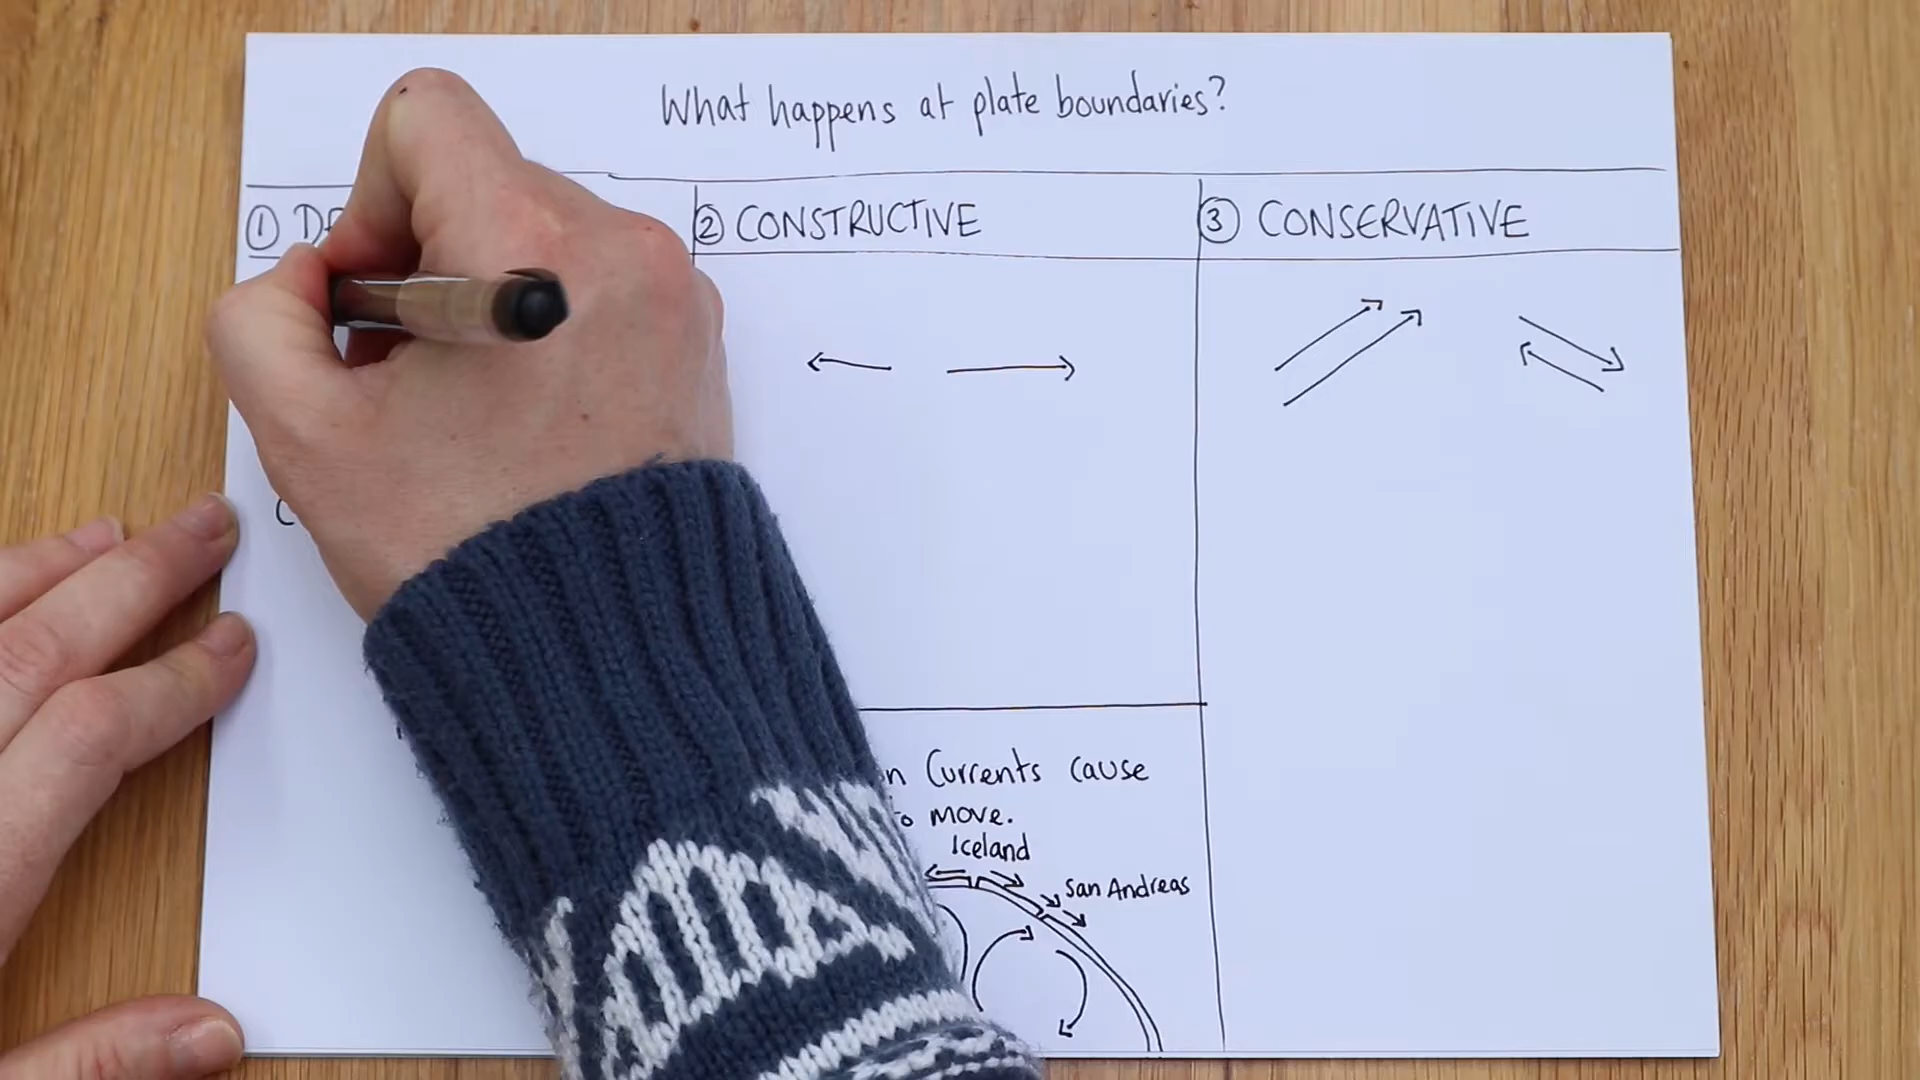 What happens at plate boundaries?
①
② CONSTRUCTIVE
③ CONSERVATIVE
Currents cause
move.
Iceland
San Andreas